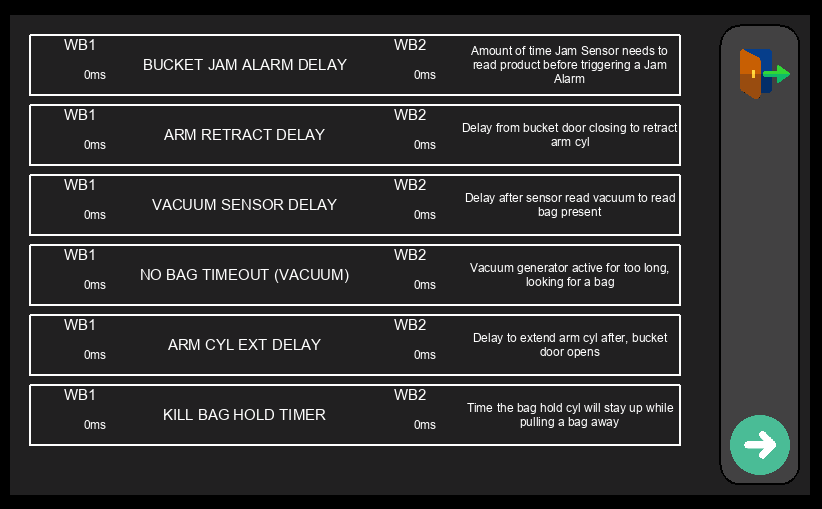 WB1
WB2
0ms
BUCKET JAM ALARM DELAY
0ms
Amount of time Jam Sensor needs to
read product before triggering a Jam
Alarm
WB1
WB2
0ms
ARM RETRACT DELAY
0ms
Delay from bucket door closing to retract
arm cyl
WB1
WB2
0ms
VACUUM SENSOR DELAY
0ms
Delay after sensor read vacuum to read
bag present
WB1
WB2
0ms
NO BAG TIMEOUT (VACUUM)
0ms
Vacuum generator active for too long,
looking for a bag
WB1
WB2
0ms
ARM CYL EXT DELAY
0ms
Delay to extend arm cyl after, bucket
door opens
WB1
WB2
0ms
KILL BAG HOLD TIMER
0ms
Time the bag hold cyl will stay up while
pulling a bag away